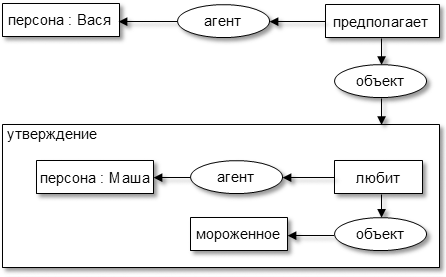 персона : Вася
агент
предполагает
объект
утверждение
персона : Маша
агент
любит
мороженное
объект